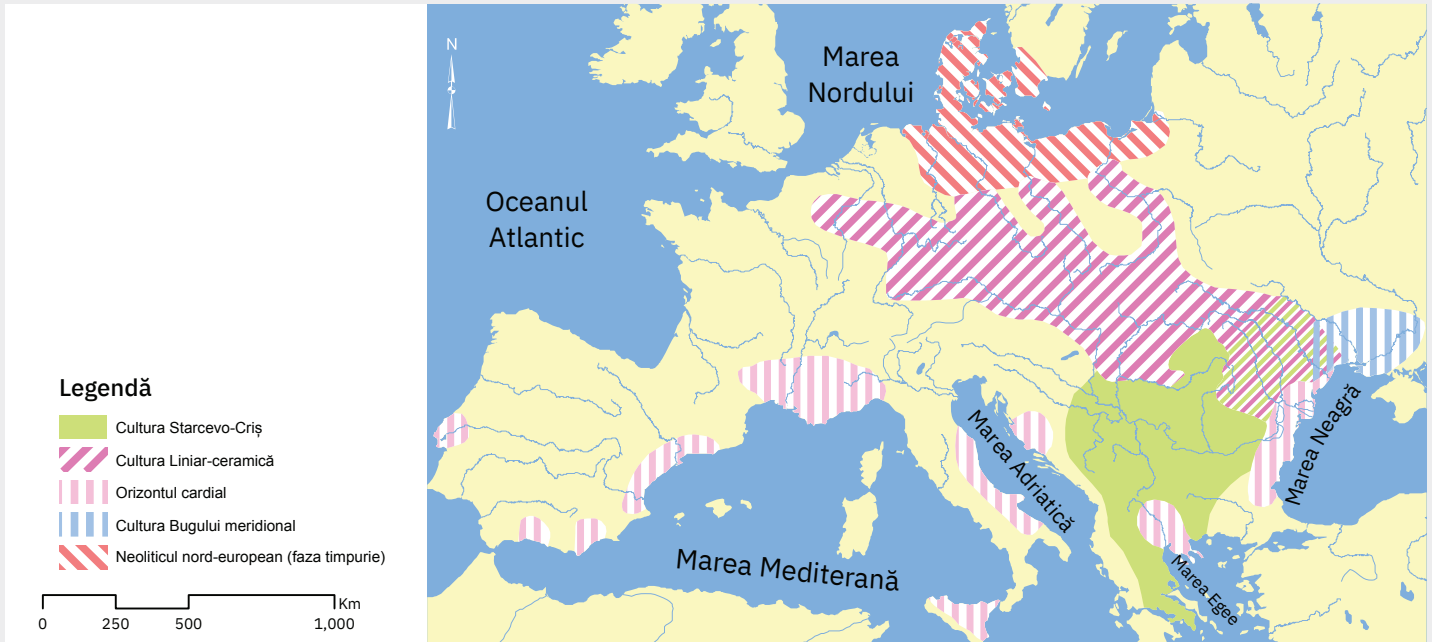 N
Marea
Nordului
Oceanul
Atlantic
Marea Adriatică
Marea Neagră
Marea Mediterană
Marea Egee
Legendă
Cultura Starcevo-Criș
Cultura Liniar-ceramică
Orizontul cardial
Cultura Bugului meridional
Neoliticul nord-european (faza timpurie)
Km
0 250 500 1,000